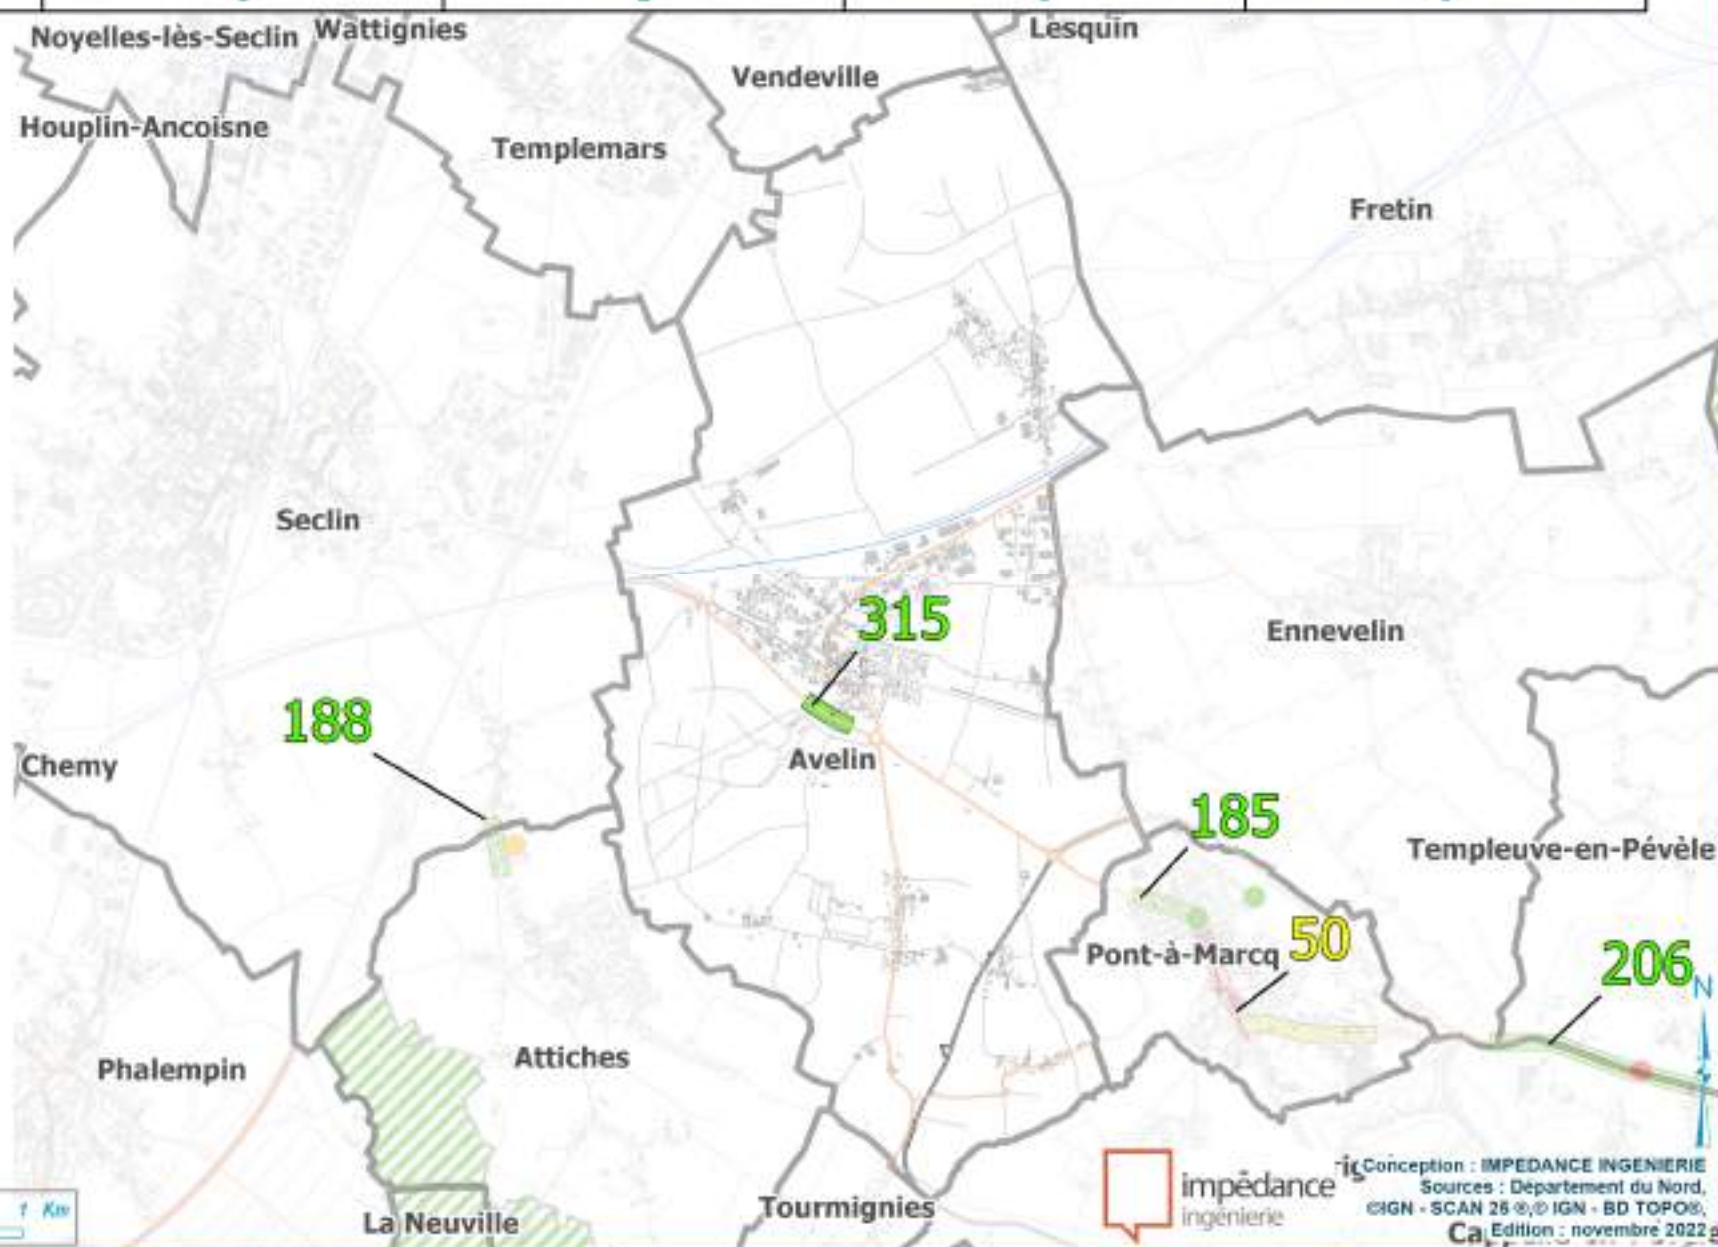 Noyelles-lès-Seclin
Wattignies
Lesquin
Vendeville
Houplin-Ancoisne
Templemars
Fretin
Seclin
315
Ennevelin
188
Avelin
Chemy
185
Templeuve-en-Pévèle
Pont-à-Marcq
50
206
N
Phalempin
Attiches
impédance
ingénierie
Conception : IMPEDANCE INGENIERIE
Sources : Département du Nord,
©IGN - SCAN 25 ®,© IGN - BD TOPO®,
Edition : novembre 2022
1 Km
La Neuville
Tourmignies